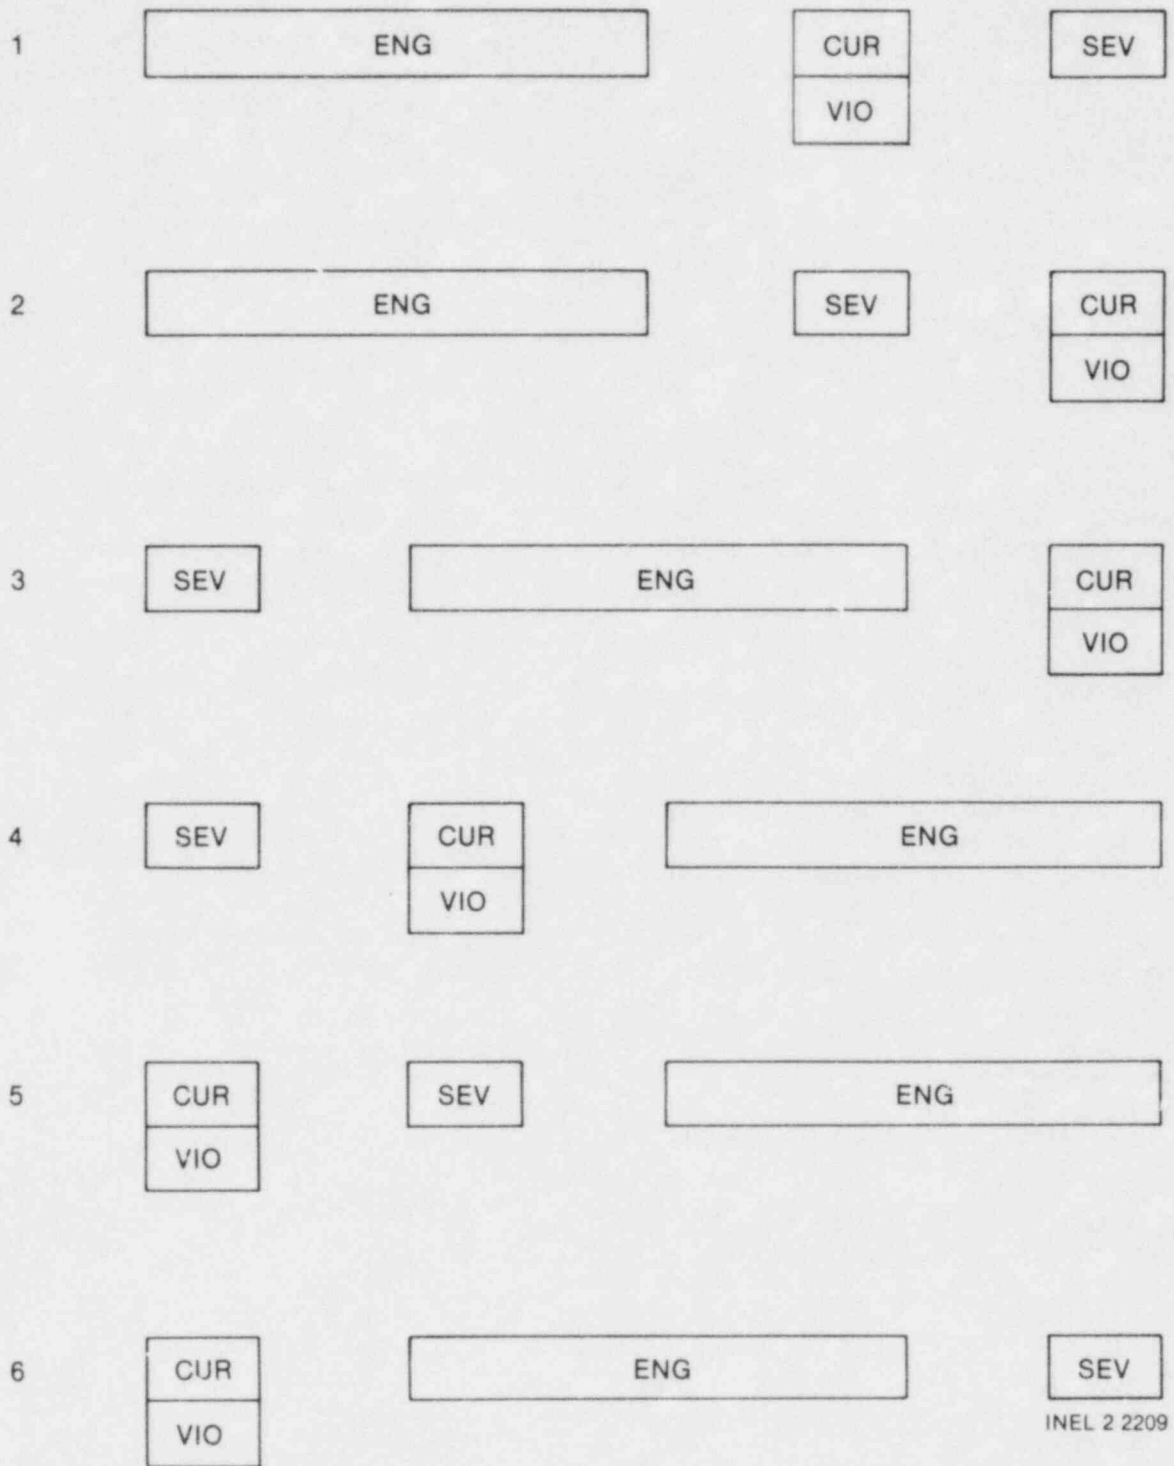 1 ENG CUR SEV
VIO
2 ENG SEV CUR
VIO
3 SEV ENG CUR
VIO
4 SEV CUR ENG
VIO
5 CUR SEV ENG
VIO
6 CUR ENG SEV
VIO
INEL 2 2209